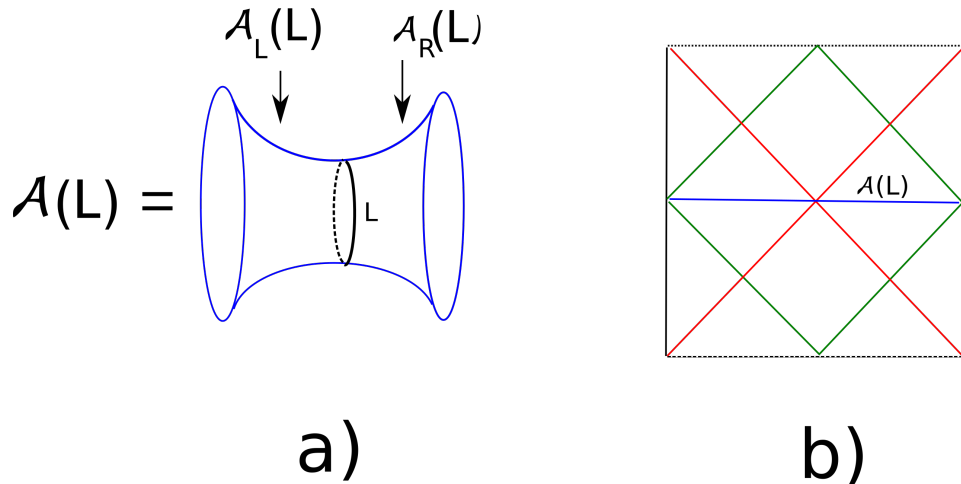 𝒜_L(L) 𝒜_R(L)
𝒜(L) =
L
𝒜(L)
a) b)